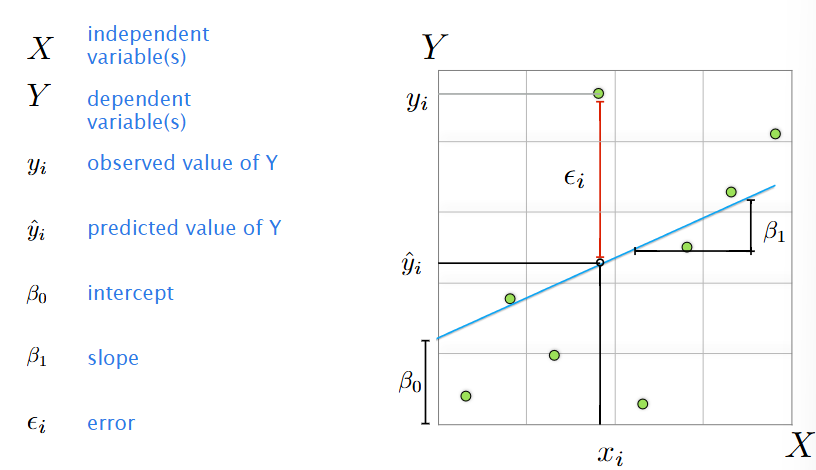 X independent
variable(s)
Y dependent
variable(s)
yᵢ observed value of Y
ŷᵢ predicted value of Y
β₀ intercept
β₁ slope
ϵᵢ error
Y
yᵢ
ϵᵢ
β₁
ŷᵢ
β₀
xᵢ
X